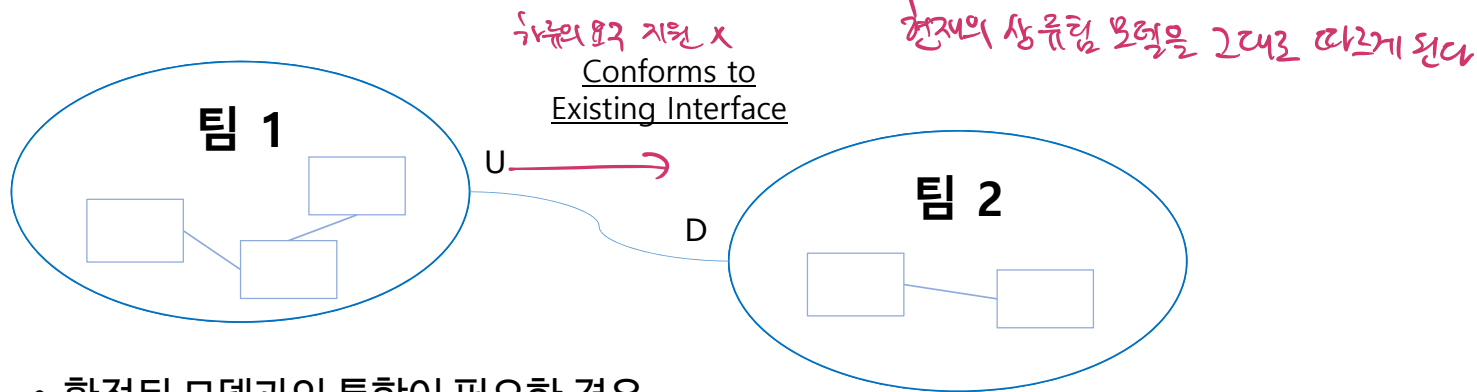 하류의 요구 지원 X
현재의 상류팀 모델을 그대로 따르게 된다
Conforms to
Existing Interface
팀 1
U
팀 2
D